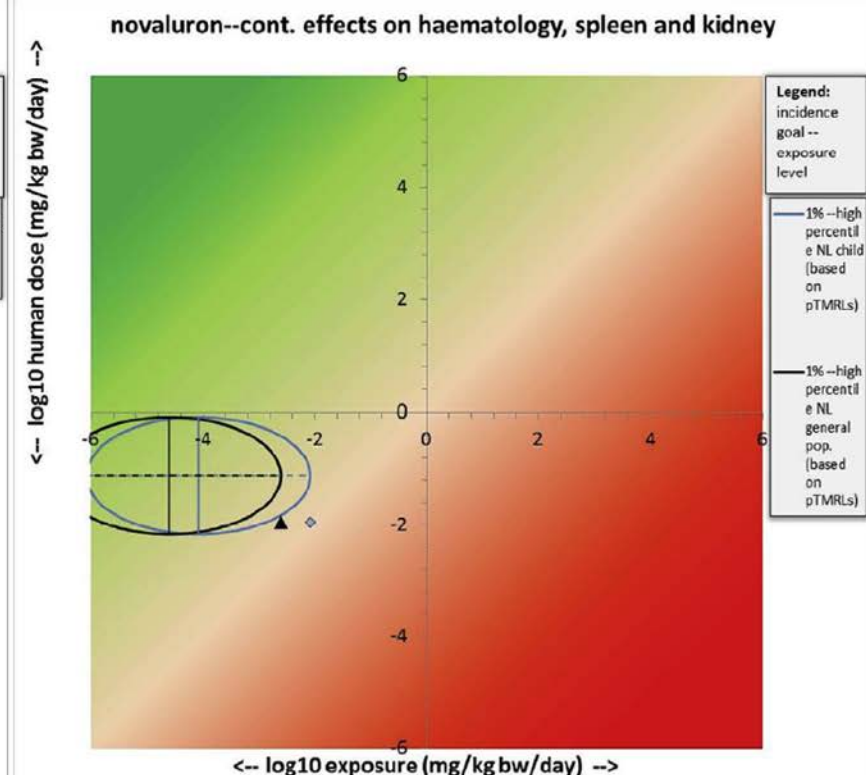 novaluron--cont. effects on haematology, spleen and kidney
<-- log10 human dose (mg/kg bw/day) -->
6
4
2
0
-2
-4
-6
-6
-4
-2
0
2
4
6
<-- log10 exposure (mg/kg bw/day) -->
Legend:
incidence
goal --
exposure
level
1% --high
percentil
e NL child
(based
on
pTMRLs)
1% --high
percentil
e NL
general
pop.
(based
on
pTMRLs)